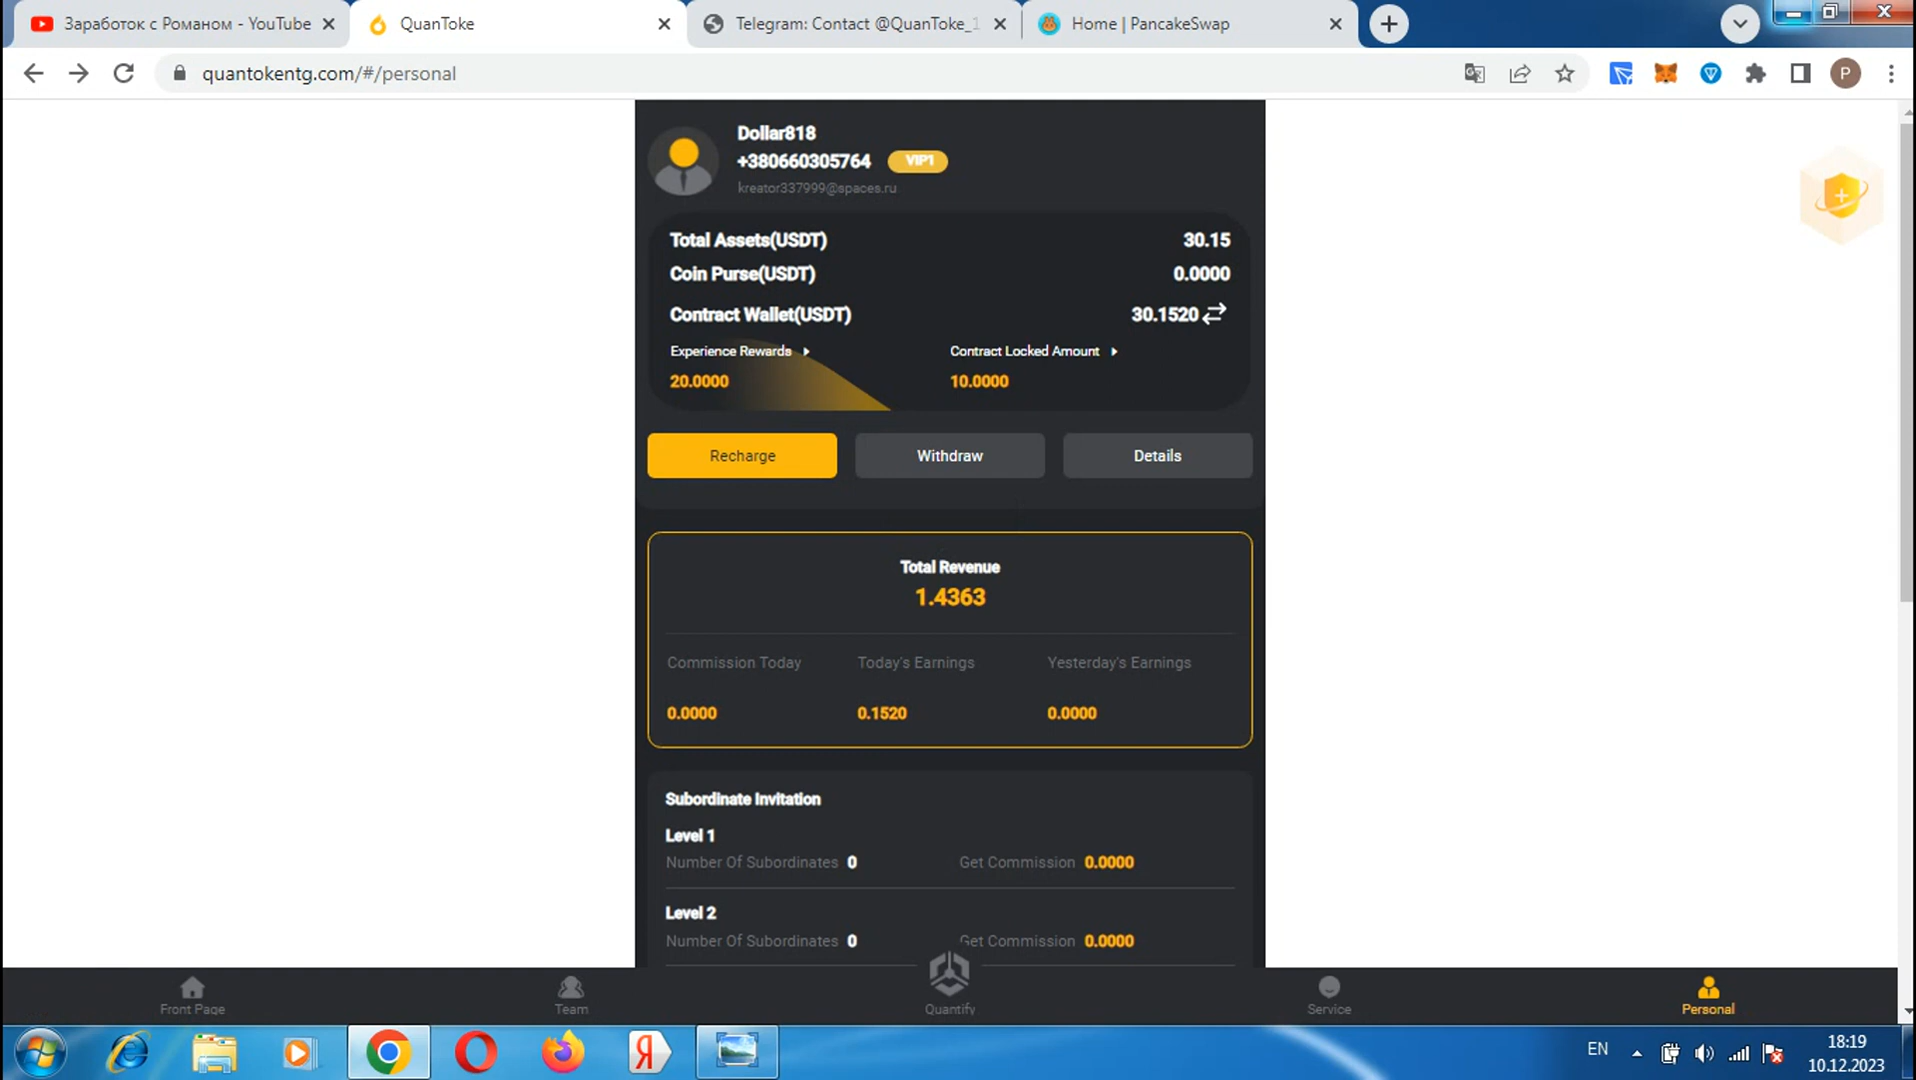 Заработок с Романом - YouTube
QuanToke
Telegram: Contact @QuanToke_1
Home | PancakeSwap
quantokentg.com/#/personal
P
Dollar818
+380660305764 VIP1
kreator337999@spaces.ru
Total Assets(USDT) 30.15
Coin Purse(USDT) 0.0000
Contract Wallet(USDT) 30.1520
Experience Rewards Contract Locked Amount
20.0000 10.0000
Recharge Withdraw Details
Total Revenue
1.4363
Commission Today Today's Earnings Yesterday's Earnings
0.0000 0.1520 0.0000
Subordinate Invitation
Level 1
Number Of Subordinates 0 Get Commission 0.0000
Level 2
Number Of Subordinates 0 Get Commission 0.0000
Front Page Team Quantify Service Personal
Я
EN
18:19
10.12.2023